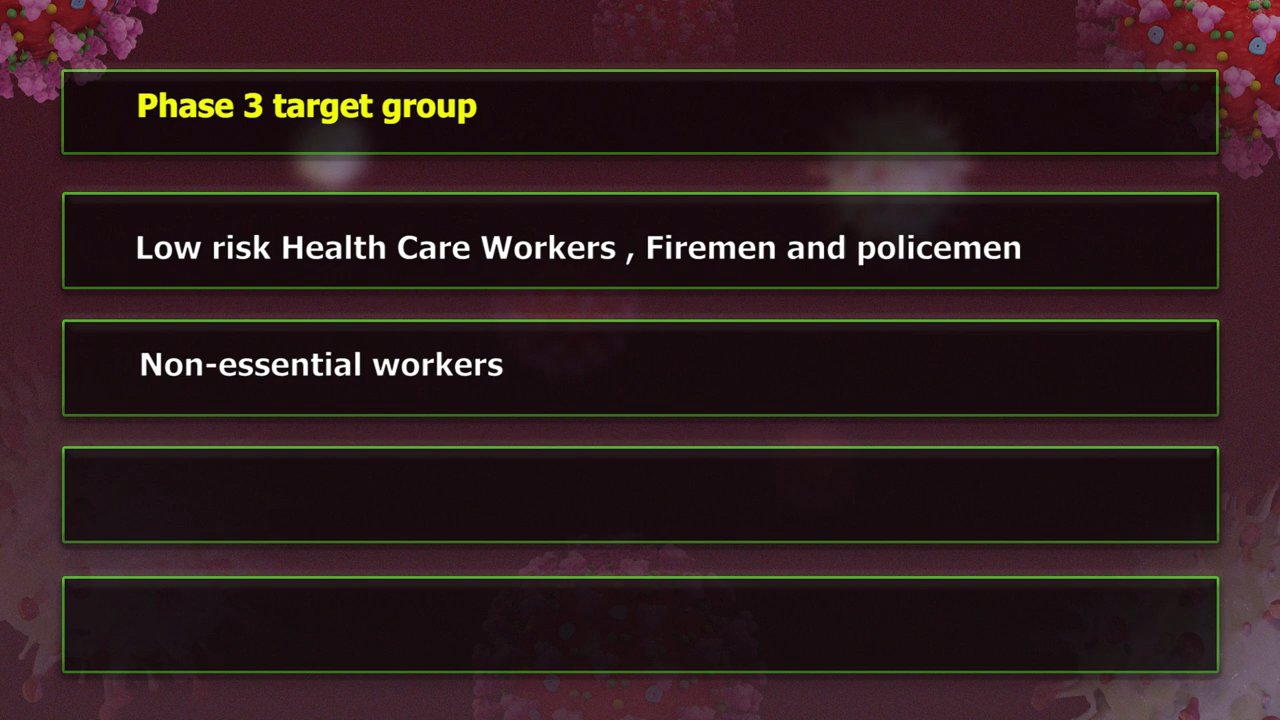 Phase 3 target group
Low risk Health Care Workers , Firemen and policemen
Non-essential workers